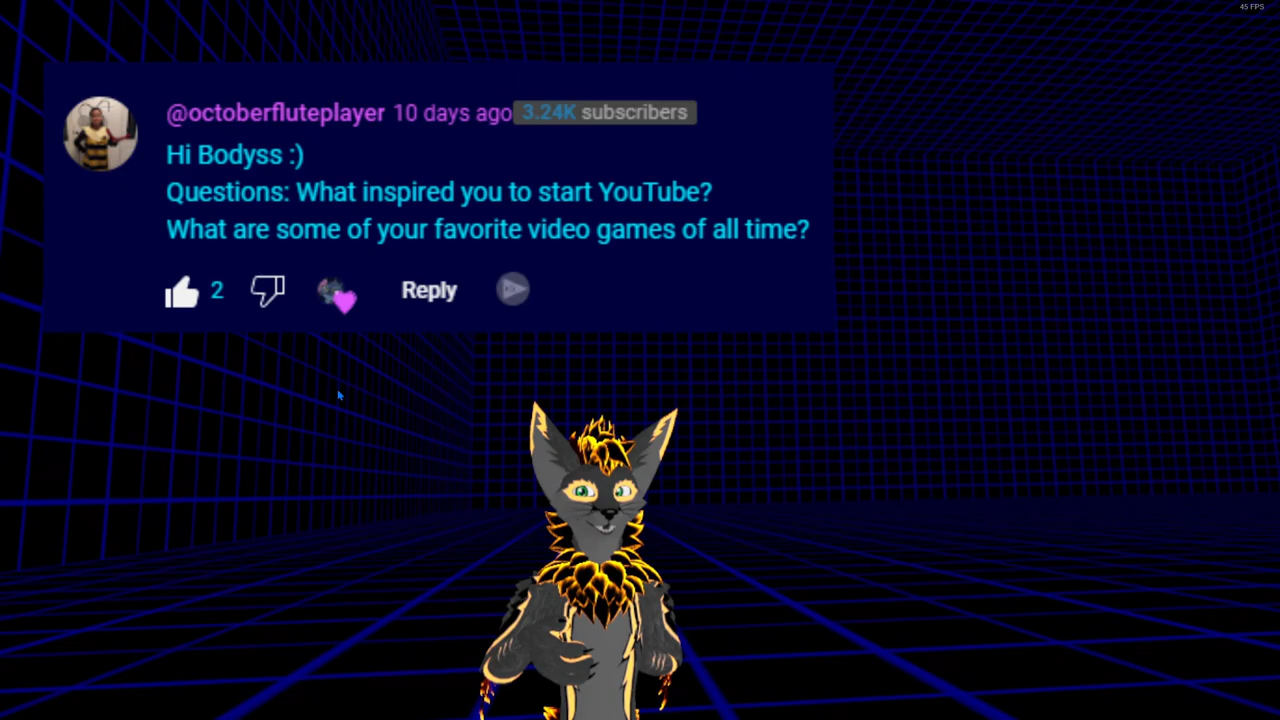 45 FPS
@octoberfluteplayer 10 days ago 3.24K subscribers
Hi Bodyss :)
Questions: What inspired you to start YouTube?
What are some of your favorite video games of all time?
2 Reply